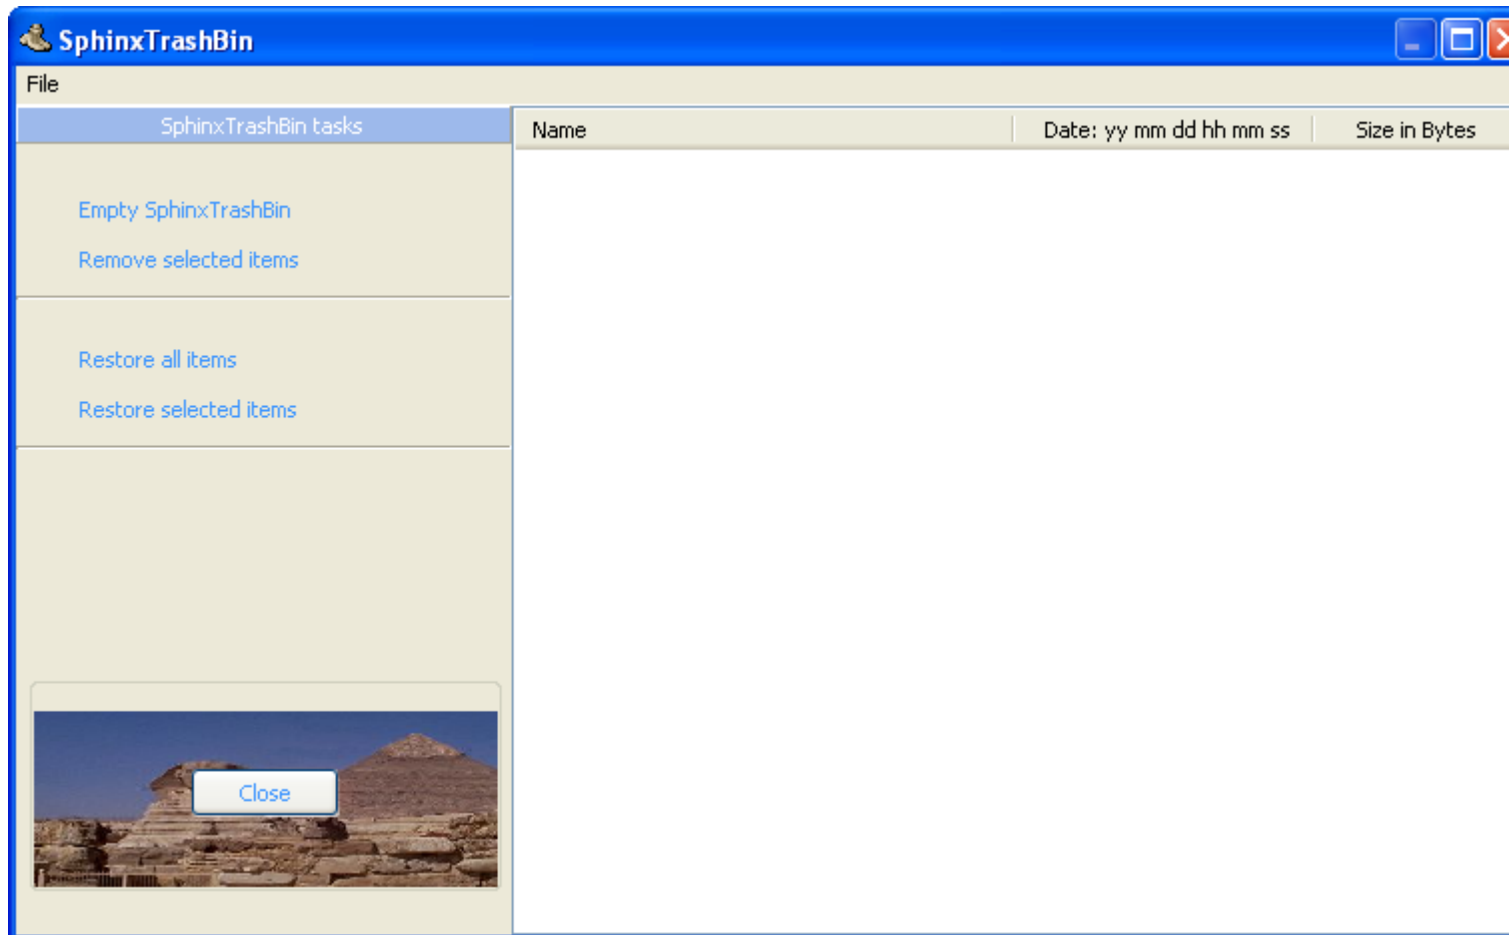 SphinxTrashBin
File
SphinxTrashBin tasks
Name Date: yy mm dd hh mm ss Size in Bytes
Empty SphinxTrashBin
Remove selected items
Restore all items
Restore selected items
Close